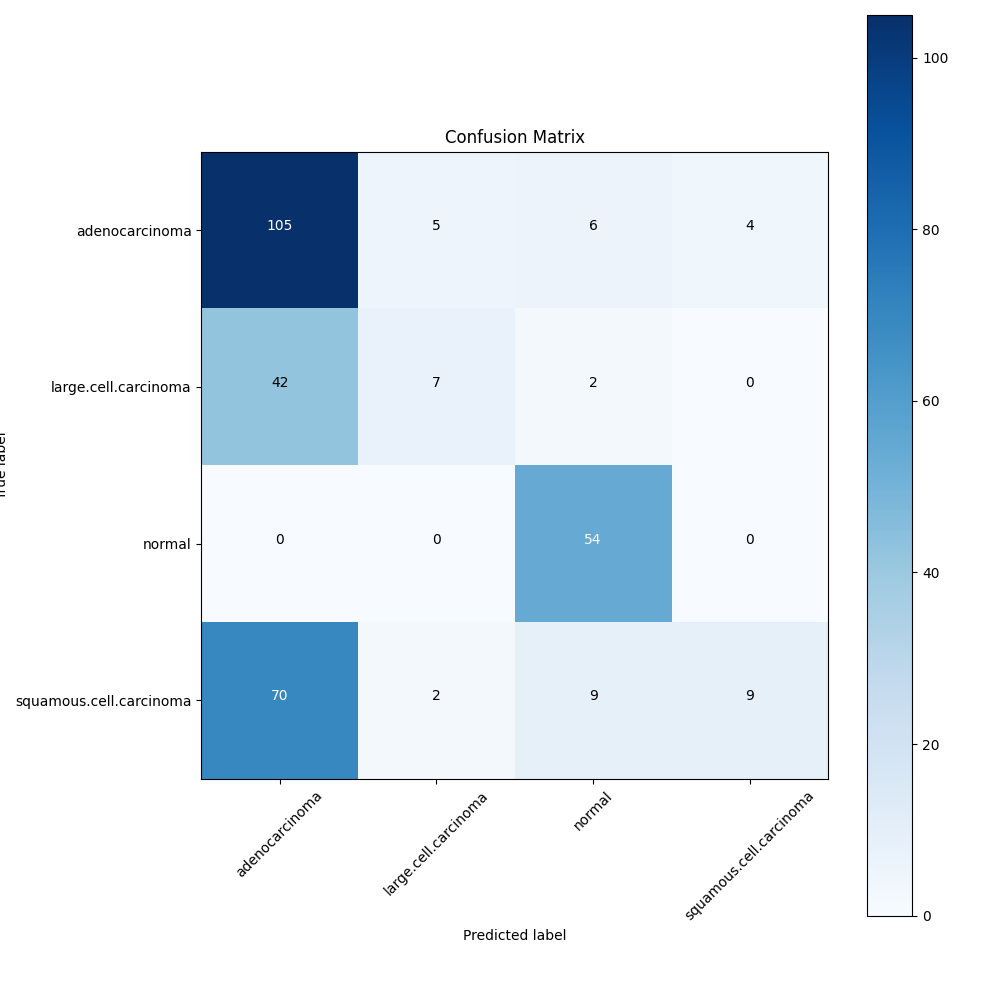 Confusion Matrix
adenocarcinoma 105 5 6 4
large.cell.carcinoma 42 7 2 0
normal 0 0 54 0
squamous.cell.carcinoma 70 2 9 9
adenocarcinoma large.cell.carcinoma normal squamous.cell.carcinoma
Predicted label
100
80
60
40
20
0